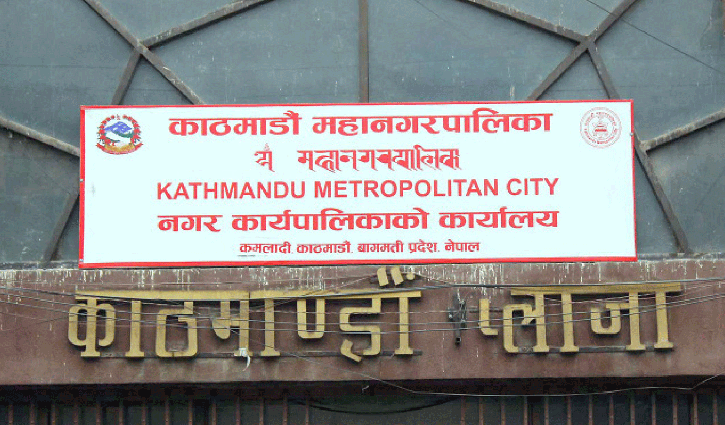 काठमाडौं महानगरपालिका
KATHMANDU METROPOLITAN CITY
नगर कार्यपालिकाको कार्यालय
कमलादी, काठमाडौं, बागमती प्रदेश, नेपाल
काठमाण्डौं प्लाजा